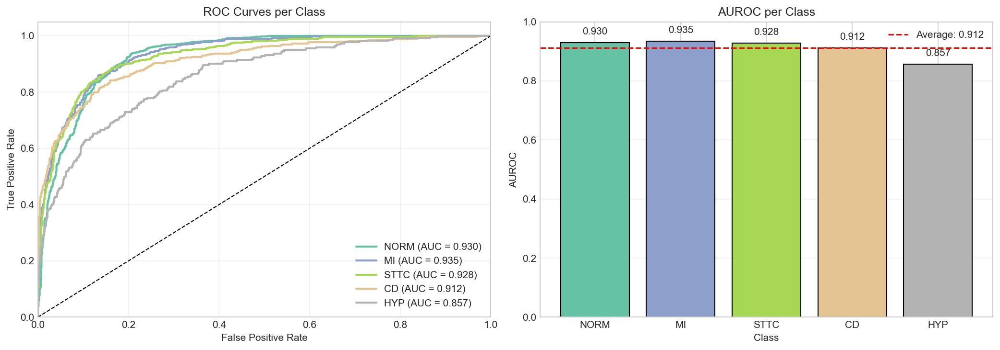 ROC Curves per Class
1.0
0.8
0.6
0.4
0.2
0.0
True Positive Rate
NORM (AUC = 0.930)
MI (AUC = 0.935)
STTC (AUC = 0.928)
CD (AUC = 0.912)
HYP (AUC = 0.857)
0.0 0.2 0.4 0.6 0.8 1.0
False Positive Rate
AUROC per Class
1.0
0.8
0.6
0.4
0.2
0.0
AUROC
0.930 0.935 0.928 0.912 0.857
Average: 0.912
NORM MI STTC CD HYP
Class